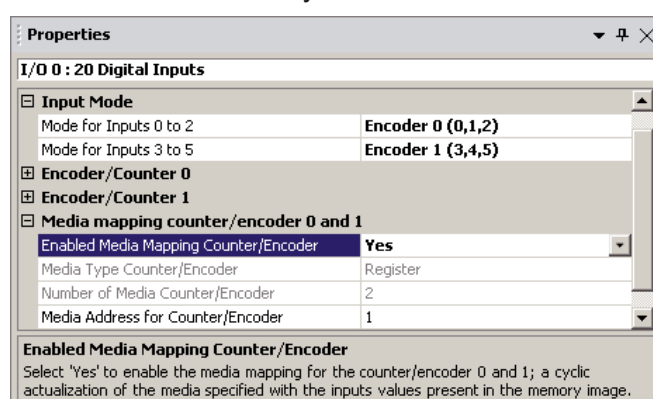 Properties
I/O 0 : 20 Digital Inputs
Input Mode
Mode for Inputs 0 to 2 Encoder 0 (0,1,2)
Mode for Inputs 3 to 5 Encoder 1 (3,4,5)
Encoder/Counter 0
Encoder/Counter 1
Media mapping counter/encoder 0 and 1
Enabled Media Mapping Counter/Encoder Yes
Media Type Counter/Encoder Register
Number of Media Counter/Encoder 2
Media Address for Counter/Encoder 1
Enabled Media Mapping Counter/Encoder
Select 'Yes' to enable the media mapping for the counter/encoder 0 and 1; a cyclic
actualization of the media specified with the inputs values present in the memory image.